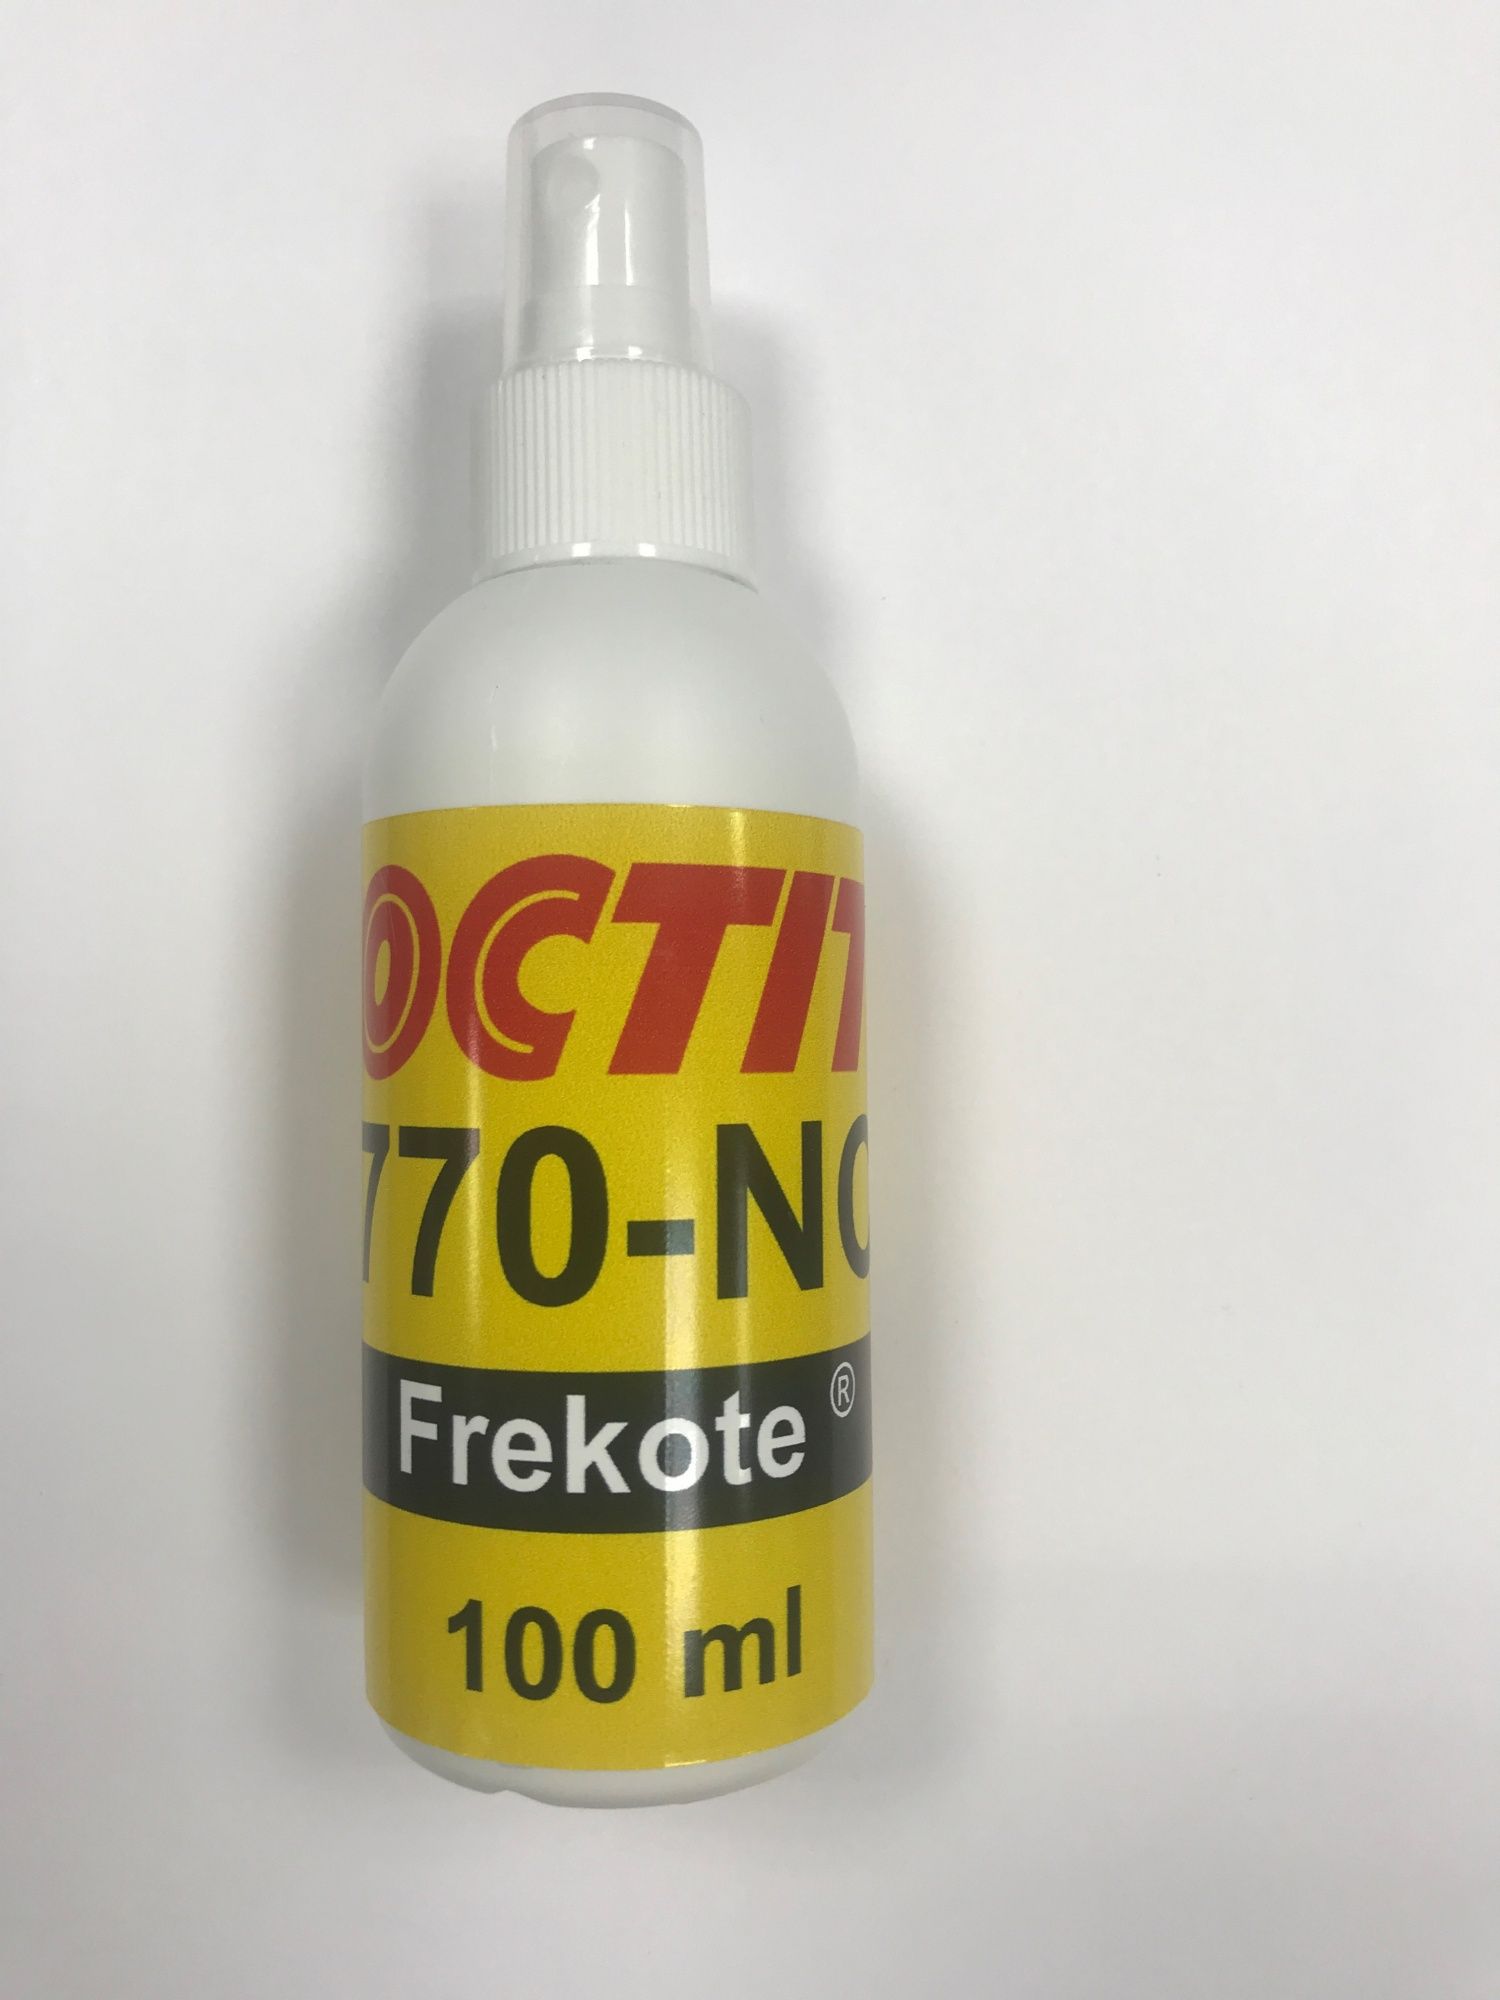 OCTIT
770-NC
Frekote ®
100 ml